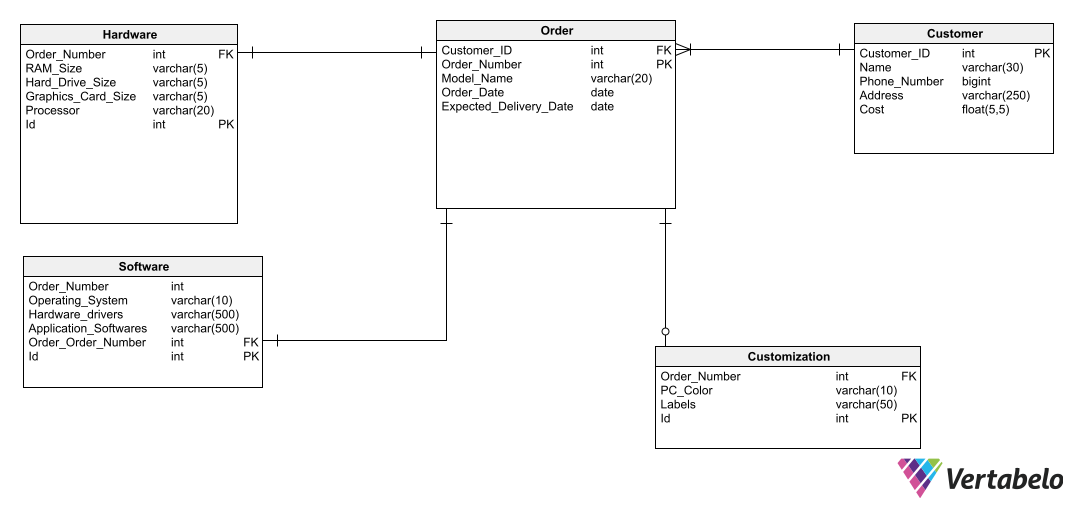 Hardware
Order_Number int FK
RAM_Size varchar(5)
Hard_Drive_Size varchar(5)
Graphics_Card_Size varchar(5)
Processor varchar(20)
Id int PK
Order
Customer_ID int FK
Order_Number int PK
Model_Name varchar(20)
Order_Date date
Expected_Delivery_Date date
Customer
Customer_ID int PK
Name varchar(30)
Phone_Number bigint
Address varchar(250)
Cost float(5,5)
Software
Order_Number int
Operating_System varchar(10)
Hardware_drivers varchar(500)
Application_Softwares varchar(500)
Order_Order_Number int FK
Id int PK
Customization
Order_Number int FK
PC_Color varchar(10)
Labels varchar(50)
Id int PK
Vertabelo